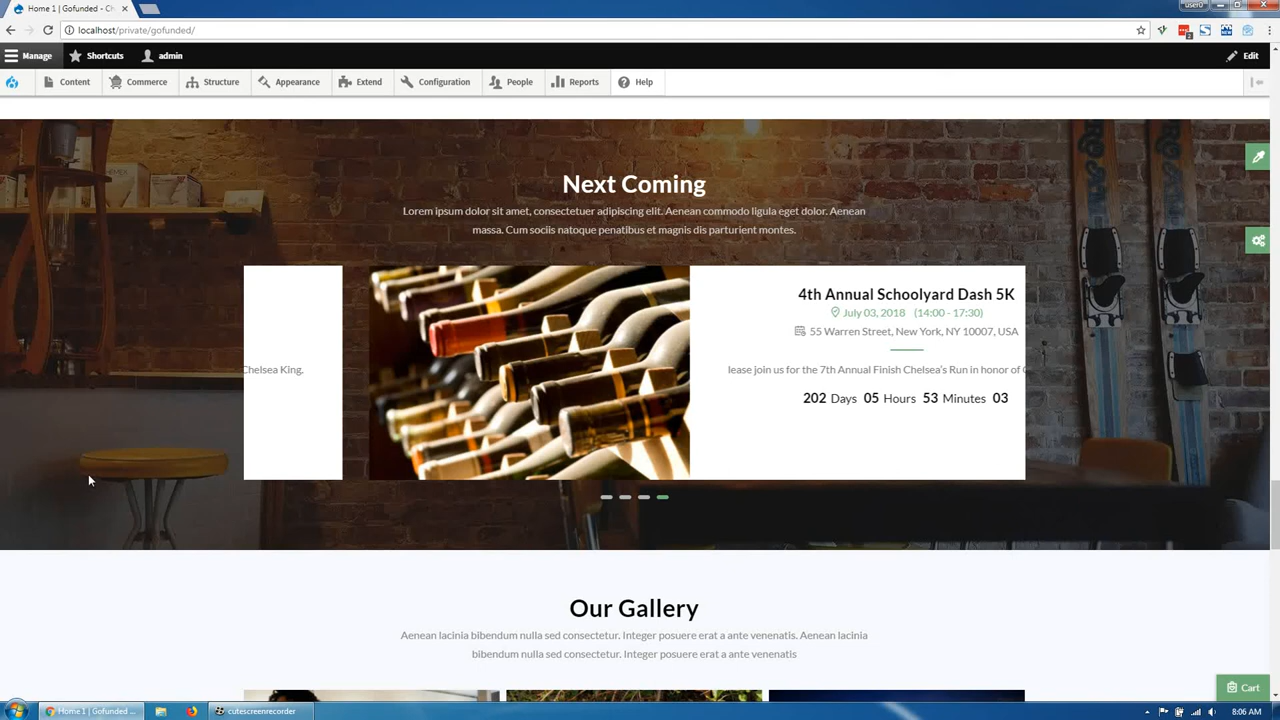 Home 1 | Gofunded - Ch
user0
localhost/private/gofunded/
Manage
Shortcuts
admin
Edit
Content
Commerce
Structure
Appearance
Extend
Configuration
People
Reports
Help
Next Coming
Lorem ipsum dolor sit amet, consectetuer adipiscing elit. Aenean commodo ligula eget dolor. Aenean
massa. Cum sociis natoque penatibus et magnis dis parturient montes.
4th Annual Schoolyard Dash 5K
July 03, 2018 (14:00 - 17:30)
55 Warren Street, New York, NY 10007, USA
Chelsea King.
lease join us for the 7th Annual Finish Chelsea's Run in honor of
202 Days 05 Hours 53 Minutes 03
Our Gallery
Aenean lacinia bibendum nulla sed consectetur. Integer posuere erat a ante venenatis. Aenean lacinia
bibendum nulla sed consectetur. Integer posuere erat a ante venenatis
Cart
Home 1 | Gofunded ...
cutescreenrecorder
8:06 AM